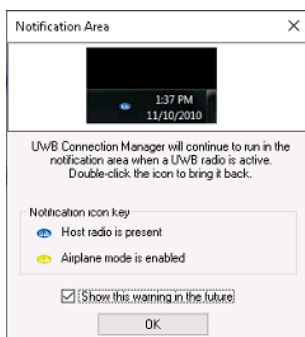 Notification Area
1:37 PM
11/10/2010
UWB Connection Manager will continue to run in the
notification area when a UWB radio is active.
Double-click the icon to bring it back.
Notification icon key
Host radio is present
Airplane mode is enabled
Show this warning in the future
OK